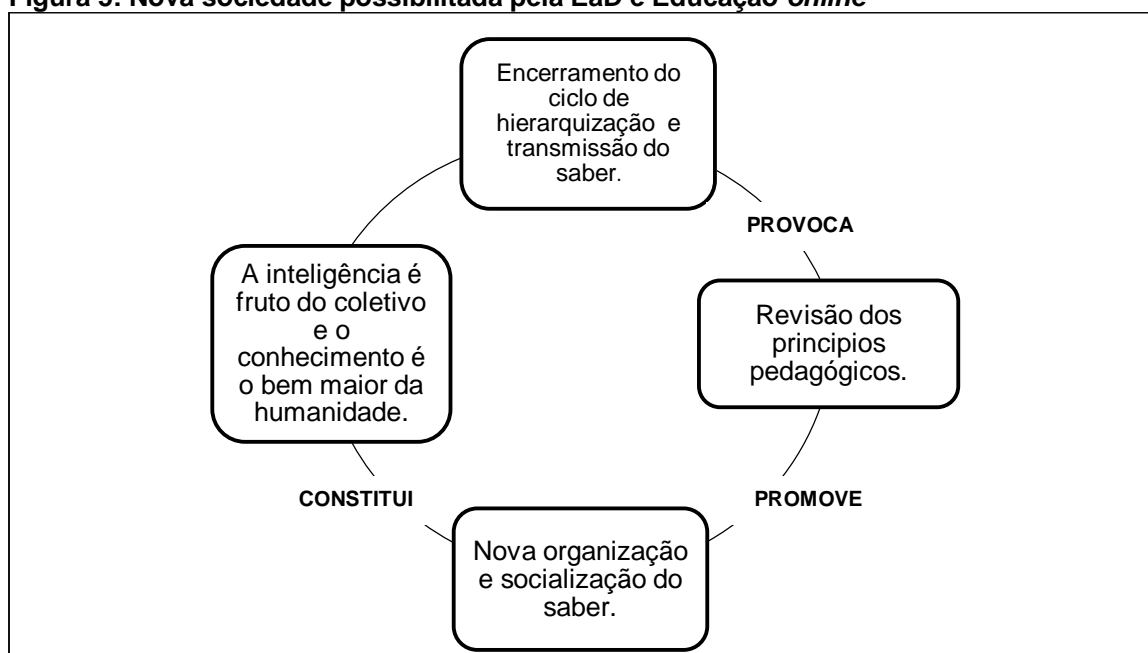 Figura 5: Nova sociedade possibilitada pela EaD e Educação online
Encerramento do
ciclo de
hierarquização e
transmissão do
saber.
PROVOCA
Revisão dos
principios
pedagógicos.
PROMOVE
Nova organização
e socialização do
saber.
CONSTITUI
A inteligência é
fruto do coletivo
e o
conhecimento é
o bem maior da
humanidade.